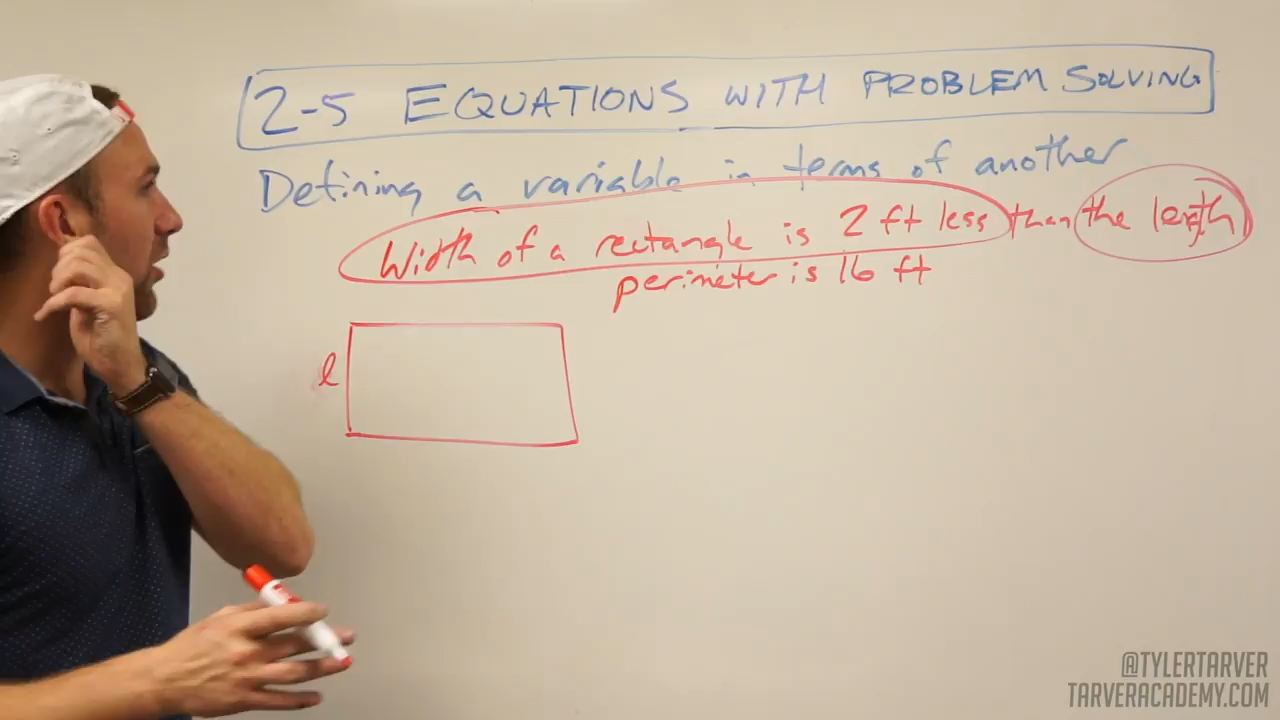 2-5 EQUATIONS WITH PROBLEM SOLVING
Defining a variable in terms of another
Width of a rectangle is 2 ft less than the length
perimeter is 16 ft
l
@TYLERTARVER
TARVERACADEMY.COM